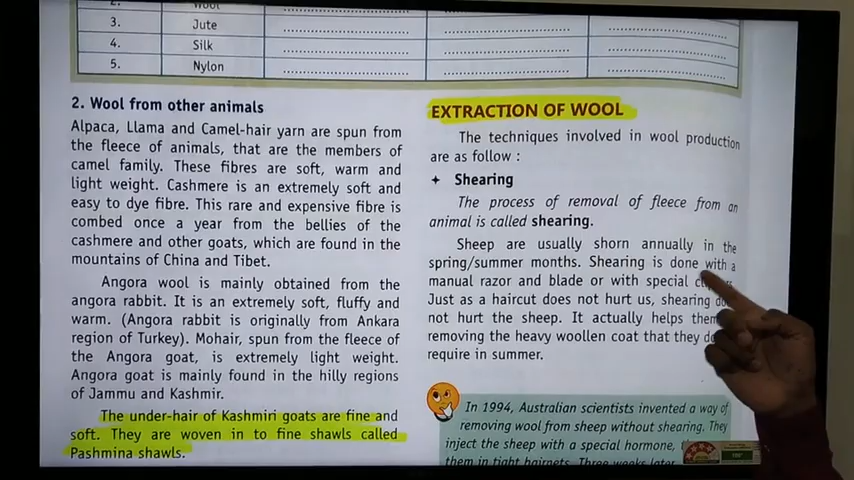 2. Wool
3. Jute
4. Silk
5. Nylon
2. Wool from other animals
Alpaca, Llama and Camel-hair yarn are spun from
the fleece of animals, that are the members of
camel family. These fibres are soft, warm and
light weight. Cashmere is an extremely soft and
easy to dye fibre. This rare and expensive fibre is
combed once a year from the bellies of the
cashmere and other goats, which are found in the
mountains of China and Tibet.
Angora wool is mainly obtained from the
angora rabbit. It is an extremely soft, fluffy and
warm. (Angora rabbit is originally from Ankara
region of Turkey). Mohair, spun from the fleece of
the Angora goat, is extremely light weight.
Angora goat is mainly found in the hilly regions
of Jammu and Kashmir.
The under-hair of Kashmiri goats are fine and
soft. They are woven in to fine shawls called
Pashmina shawls.
EXTRACTION OF WOOL
The techniques involved in wool production
are as follow :
✦ Shearing
The process of removal of fleece from an
animal is called shearing.
Sheep are usually shorn annually in the
spring/summer months. Shearing is done with a
manual razor and blade or with special
Just as a haircut does not hurt us, shearing
not hurt the sheep. It actually helps
removing the heavy woollen coat that they
require in summer.
In 1994, Australian scientists invented a way of
removing wool from sheep without shearing. They
inject the sheep with a special hormone,
them in tight hairnets. Three weeks later